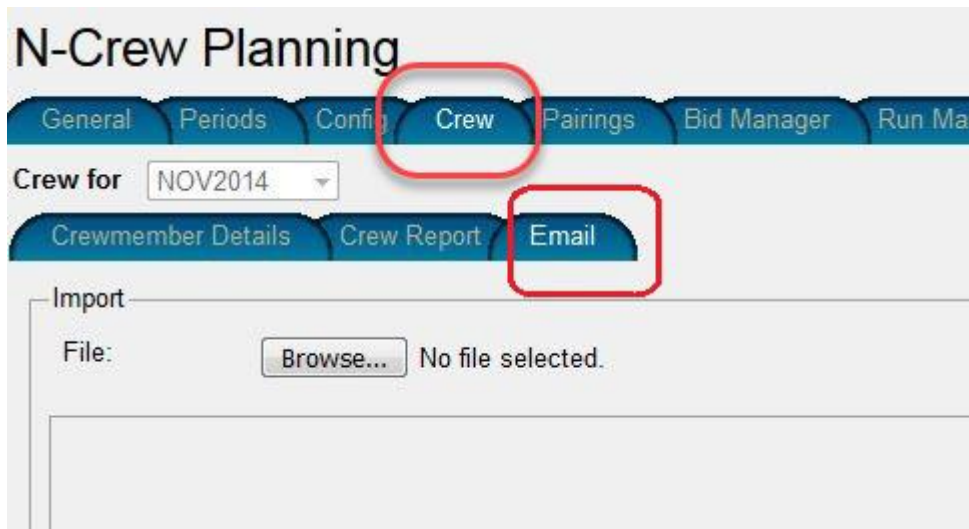 N-Crew Planning
General Periods Config Crew Pairings Bid Manager Run Ma
Crew for NOV2014
Crewmember Details Crew Report Email
Import
File: Browse... No file selected.